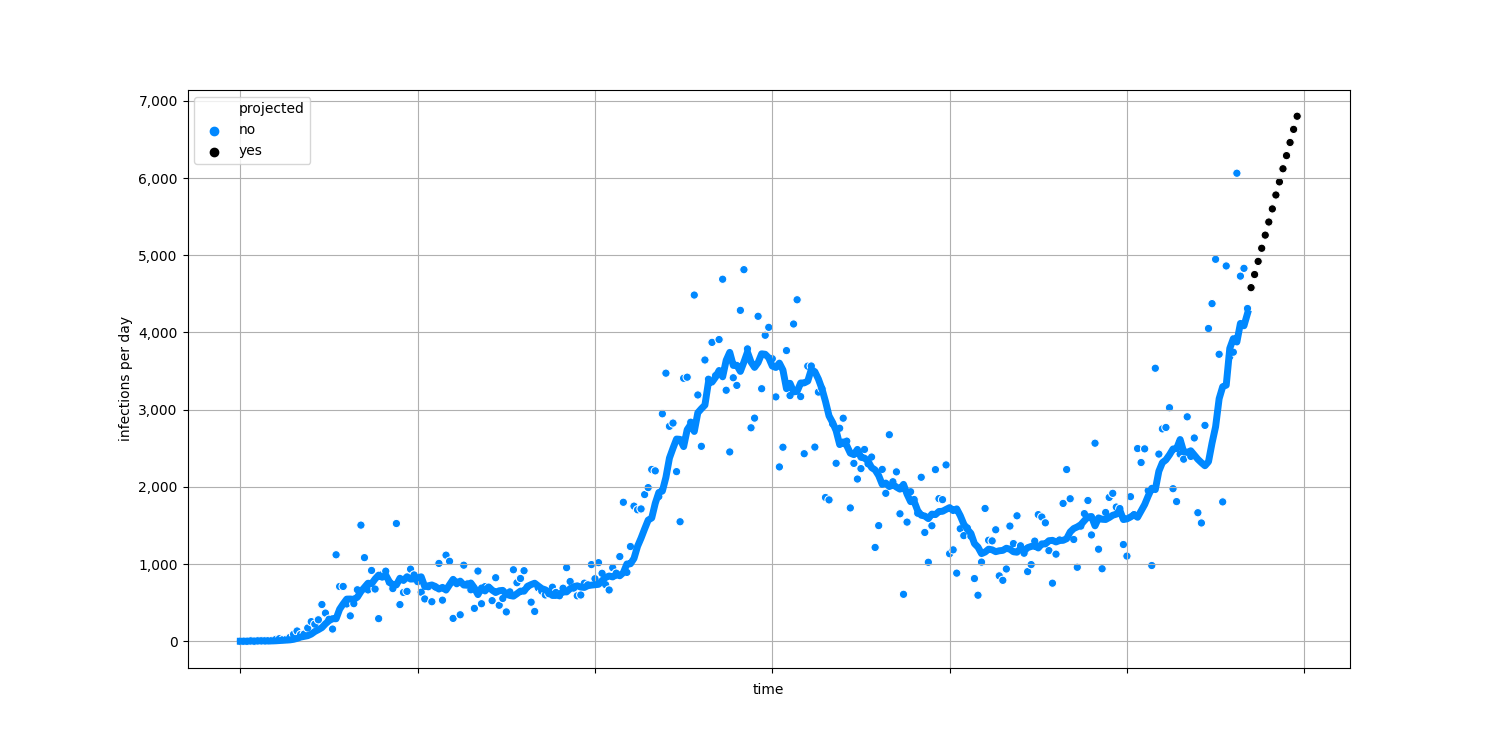 projected
no
yes
7,000
6,000
5,000
4,000
3,000
2,000
1,000
0
infections per day
time